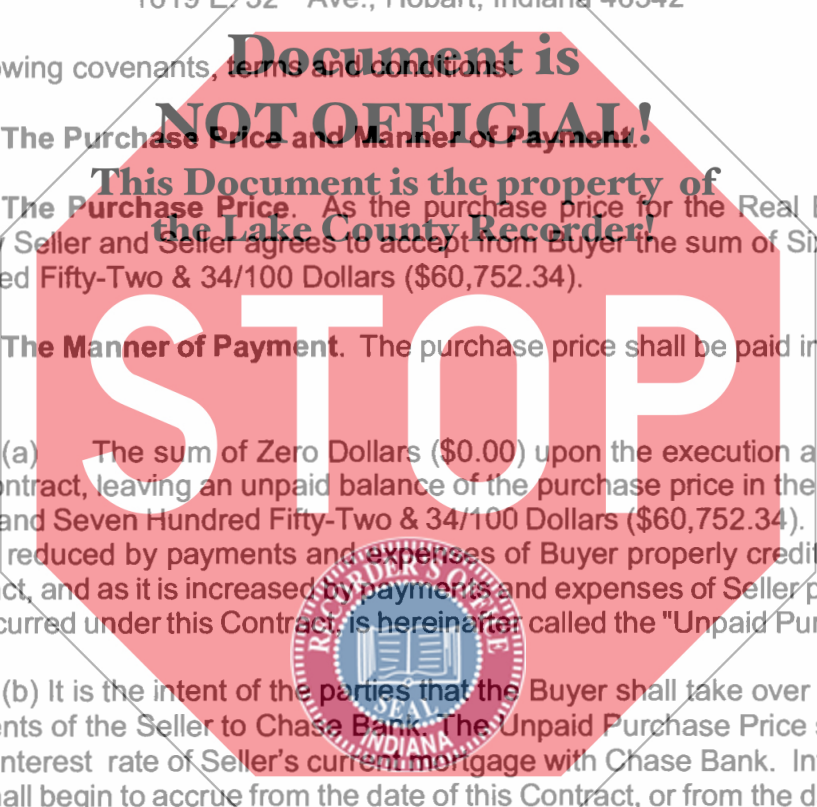 1619 E. 32 Ave., Hobart, Indiana 46342
owing covenants, terms and conditions:
Document is
NOT OFFICIAL!
This Document is the property of
the Lake County Recorder!
The Purchase Price and Manner of Payment.
The Purchase Price. As the purchase price for the Real E
y Seller and Seller agrees to accept from Buyer the sum of Six
ed Fifty-Two & 34/100 Dollars ($60,752.34).
STOP
The Manner of Payment. The purchase price shall be paid in
(a) The sum of Zero Dollars ($0.00) upon the execution a
ontract, leaving an unpaid balance of the purchase price in the
and Seven Hundred Fifty-Two & 34/100 Dollars ($60,752.34).
reduced by payments and expenses of Buyer properly credit
ct, and as it is increased by payments and expenses of Seller p
curred under this Contract, is hereinafter called the "Unpaid Pur
RECORDER'S OFFICE
SEAL
INDIANA
(b) It is the intent of the parties that the Buyer shall take over
ents of the Seller to Chase Bank. The Unpaid Purchase Price s
nterest rate of Seller's current mortgage with Chase Bank. In
all begin to accrue from the date of this Contract, or from the d